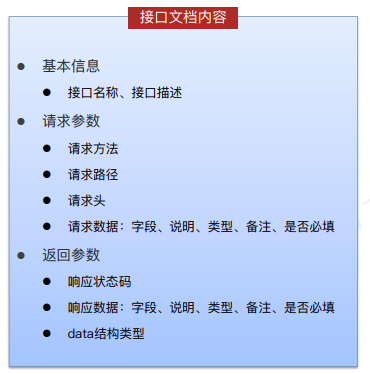 接口文档内容
基本信息
接口名称、接口描述
请求参数
请求方法
请求路径
请求头
请求数据：字段、说明、类型、备注、是否必填
返回参数
响应状态码
响应数据：字段、说明、类型、备注、是否必填
data结构类型